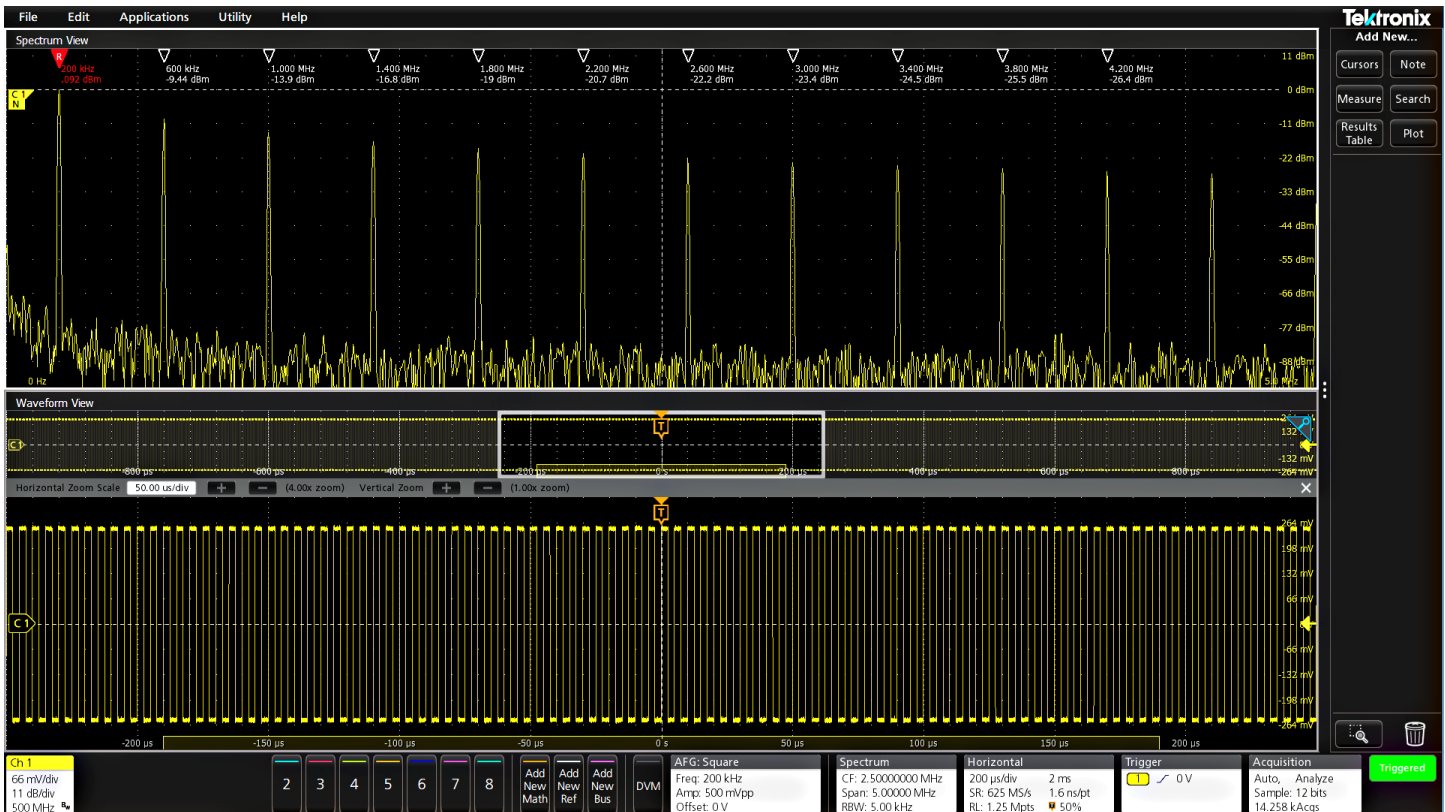 File Edit Applications Utility Help
Tektronix
Add New...
Cursors Note
Measure Search
Results Table Plot
Spectrum View
R
200 kHz 600 kHz 1.000 MHz 1.400 MHz 1.800 MHz 2.200 MHz 2.600 MHz 3.000 MHz 3.400 MHz 3.800 MHz 4.200 MHz
.092 dBm -9.44 dBm -13.9 dBm -16.8 dBm -19 dBm -20.7 dBm -22.2 dBm -23.4 dBm -24.5 dBm -25.5 dBm -26.4 dBm
C1
N
11 dBm
0 dBm
-11 dBm
-22 dBm
-33 dBm
-44 dBm
-55 dBm
-66 dBm
-77 dBm
-88 dBm
0 Hz
5.0 MHz
Waveform View
T
C1
132
-132 mV
-264 mV
-800 µs -600 µs -400 µs -200 µs 0 s 200 µs 400 µs 600 µs 800 µs
Horizontal Zoom Scale 50.00 us/div + − (4.00x zoom) Vertical Zoom + − (1.00x zoom)
T
264 mV
198 mV
132 mV
66 mV
C1
-66 mV
-132 mV
-198 mV
-264 mV
-200 µs -150 µs -100 µs -50 µs 0 s 50 µs 100 µs 150 µs 200 µs
Ch 1
66 mV/div
11 dB/div
500 MHz Bw
2 3 4 5 6 7 8
Add New Math
Add New Ref
Add New Bus
DVM
AFG: Square
Freq: 200 kHz
Amp: 500 mVpp
Offset: 0 V
Spectrum
CF: 2.50000000 MHz
Span: 5.00000 MHz
RBW: 5.00 kHz
Horizontal
200 µs/div 2 ms
SR: 625 MS/s 1.6 ns/pt
RL: 1.25 Mpts 50%
Trigger
1 0 V
Acquisition
Auto, Analyze
Sample: 12 bits
14.258 kAcqs
Triggered